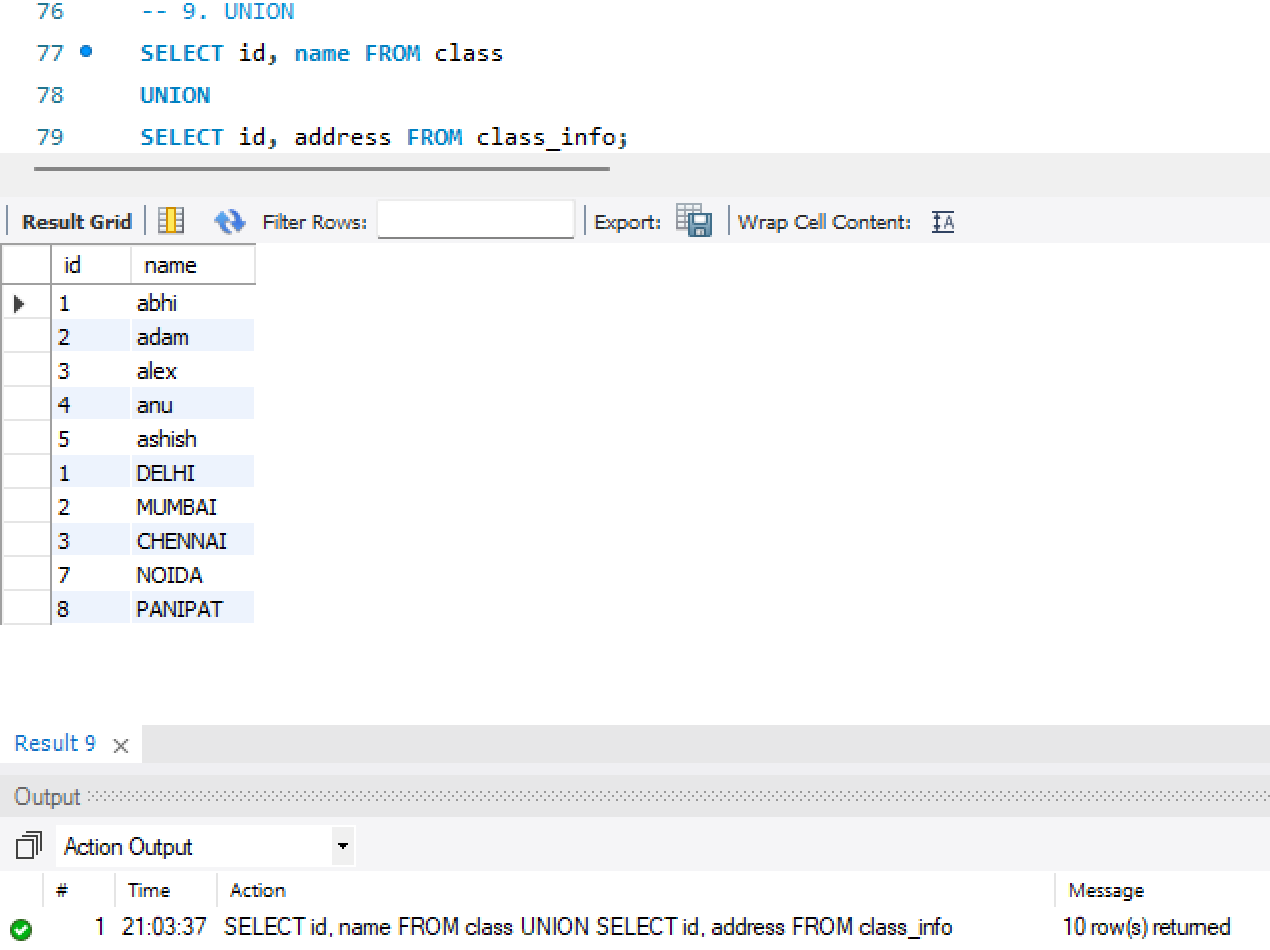 76 -- 9. UNION
77 SELECT id, name FROM class
78 UNION
79 SELECT id, address FROM class_info;
Result Grid Filter Rows: Export: Wrap Cell Content: IA
id name
1 abhi
2 adam
3 alex
4 anu
5 ashish
1 DELHI
2 MUMBAI
3 CHENNAI
7 NOIDA
8 PANIPAT
Result 9 ×
Output
Action Output
# Time Action Message
1 21:03:37 SELECT id, name FROM class UNION SELECT id, address FROM class_info 10 row(s) returned